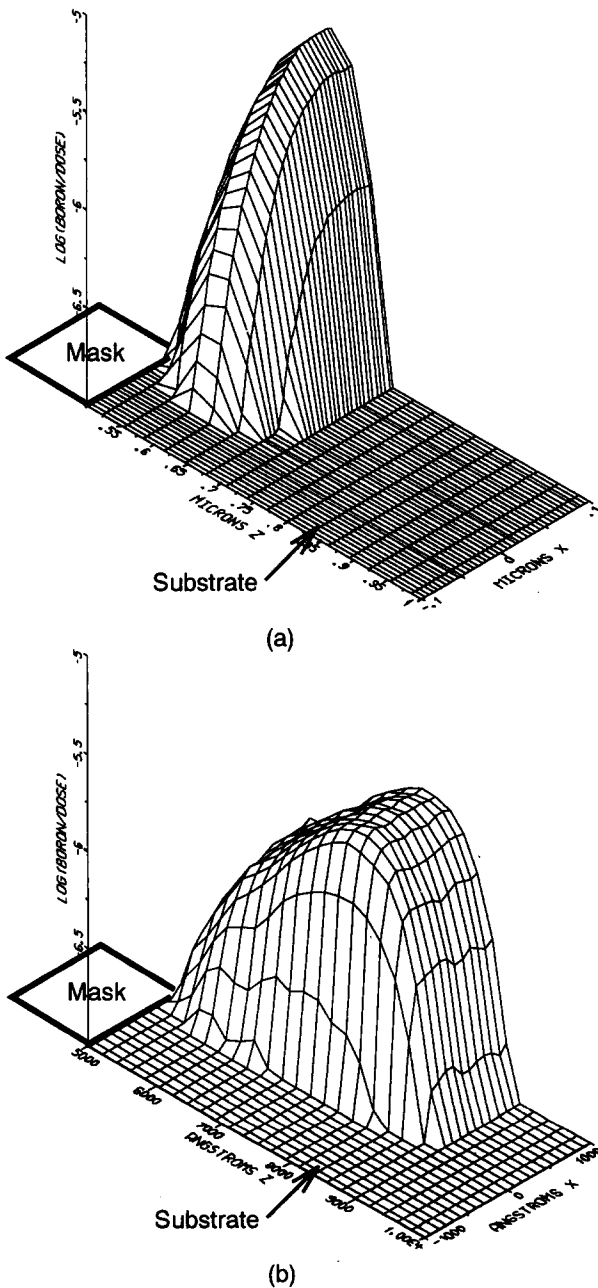 -5
-5.5
-6
-6.5
LOG(BORON/DOSE)
Mask
.55
.6
.65
.7
.75
.8
.9
.95
MICRONS Z
-.1
0
.1
MICRONS X
Substrate
(a)
-5
-5.5
-6
-6.5
LOG(BORON/DOSE)
Mask
5000
6000
7000
8000
9000
1.00E+
ANGSTROMS Z
-1000
0
1000
ANGSTROMS X
Substrate
(b)